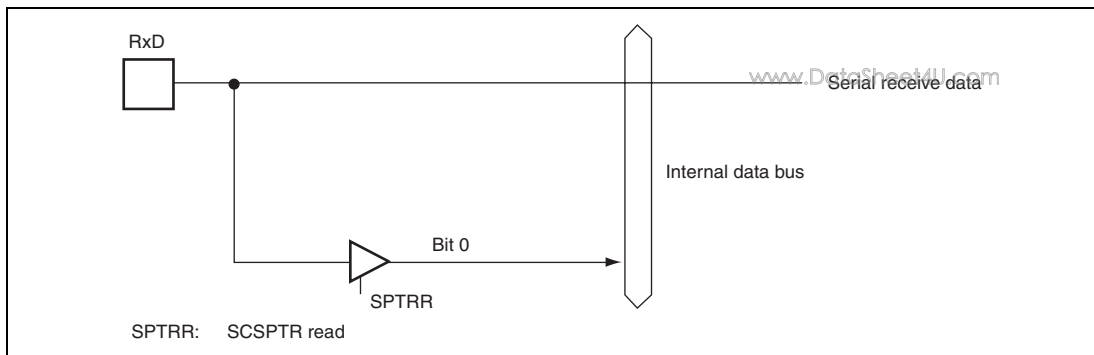 RxD
www.DataSheet4U.com
Serial receive data
Internal data bus
Bit 0
SPTRR
SPTRR: SCSPTR read